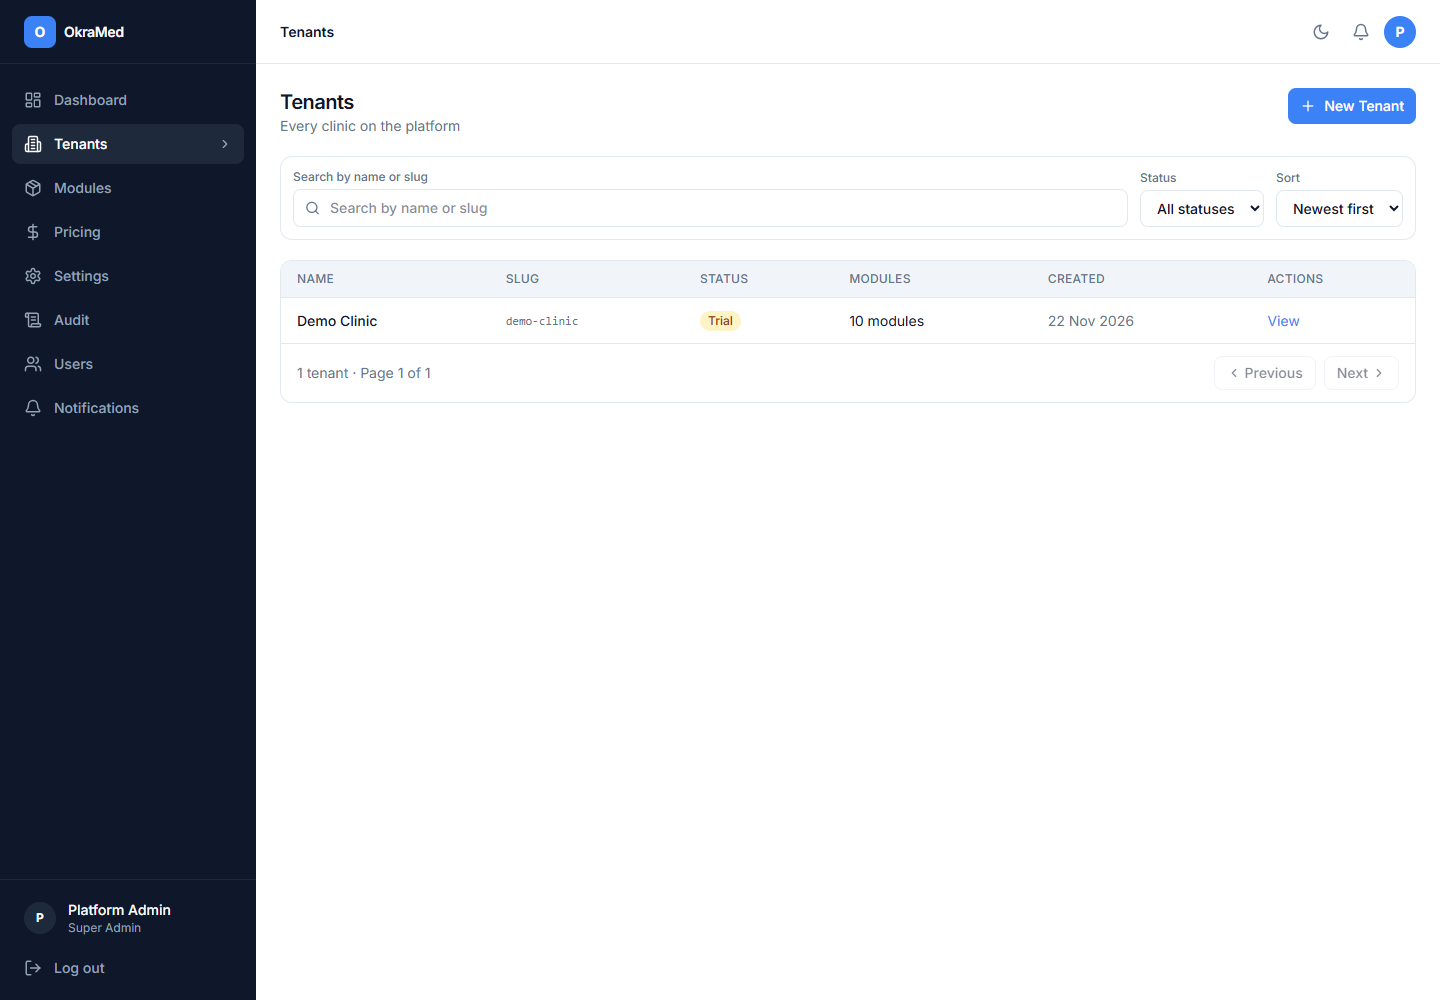 O OkraMed
Dashboard
Tenants
Modules
Pricing
Settings
Audit
Users
Notifications
P Platform Admin
Super Admin
Log out
Tenants
P
Tenants
Every clinic on the platform
New Tenant
Search by name or slug
Search by name or slug
Status
All statuses
Sort
Newest first
NAME SLUG STATUS MODULES CREATED ACTIONS
Demo Clinic demo-clinic Trial 10 modules 22 Nov 2026 View
1 tenant · Page 1 of 1
Previous Next